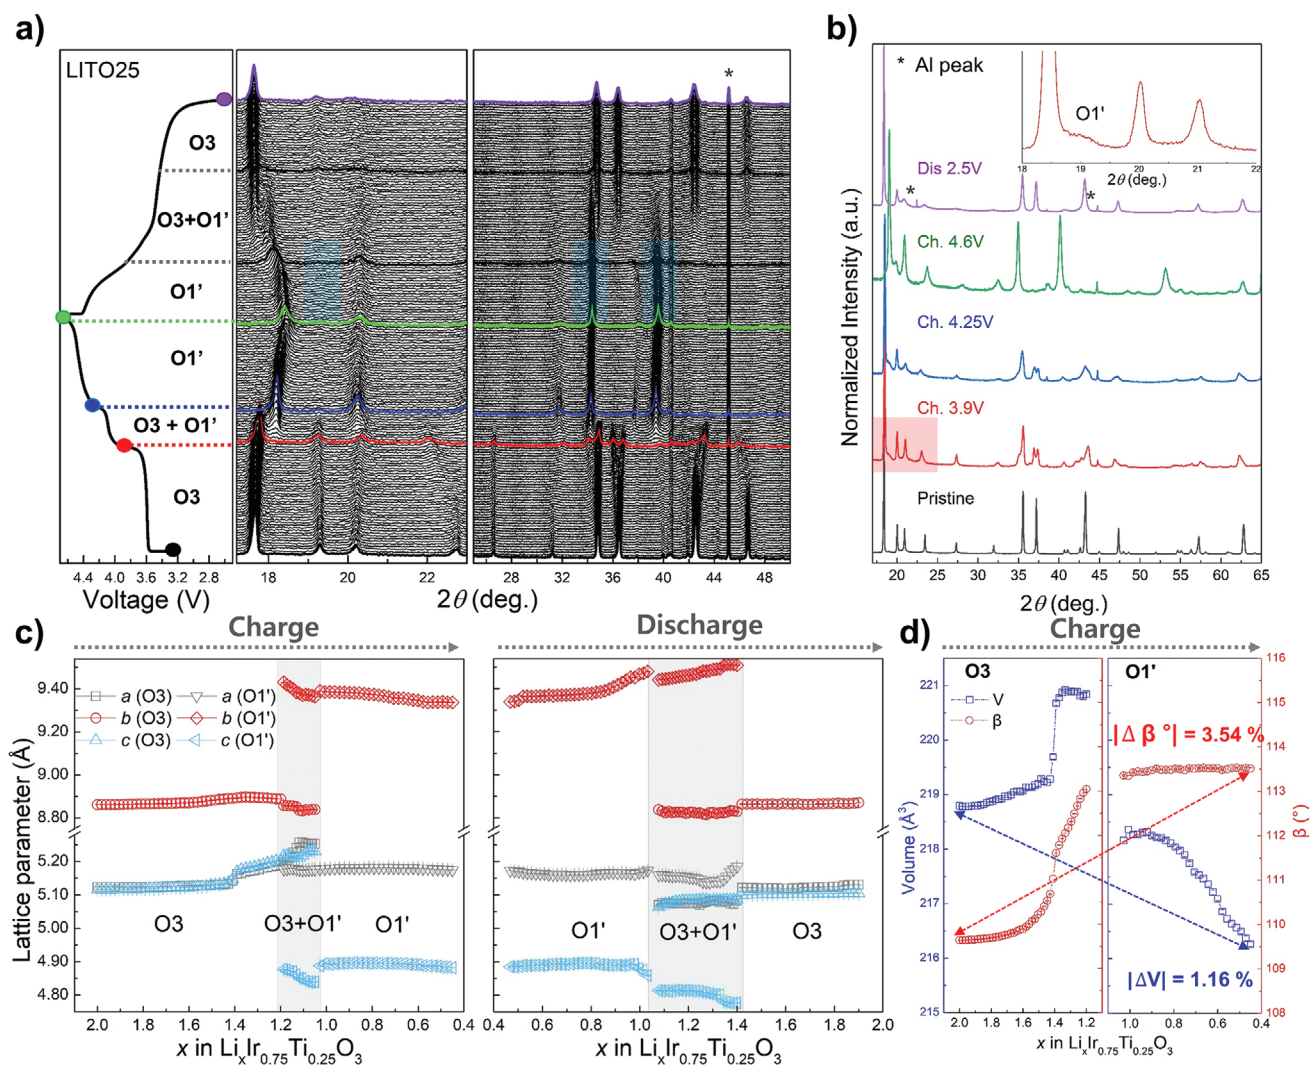 a)
LITO25
O3
O3+O1'
O1'
O1'
O3 + O1'
O3
*
4.4 3.8 3.2 2.6
Voltage (V)
18 20 22 26 28 32 34 38 40 44 48 50
2θ (deg.)
b)
* Al peak
O1'
18 19 20 21 22
2θ (deg.)
Dis 2.5V
*
*
Ch. 4.6V
Ch. 4.25V
Ch. 3.9V
Pristine
Normalized Intensity (a.u.)
20 25 30 35 40 45 50 55 60 65
2θ (deg.)
c)
Charge
Discharge
9.40
9.20
9.00
8.80
5.20
5.10
5.00
4.90
4.80
Lattice parameter (Å)
a (O3) a (O1')
b (O3) b (O1')
c (O3) c (O1')
O3
O3+O1'
O1'
O1'
O3+O1'
O3
2.0 1.8 1.6 1.4 1.2 1.0 0.8 0.6 0.4
0.4 0.6 0.8 1.0 1.2 1.4 1.6 1.8 2.0
x in LiₓIr₀.₇₅Ti₀.₂₅O₃
x in LiₓIr₀.₇₅Ti₀.₂₅O₃
d)
Charge
O3
O1'
V
β
|Δ β °| = 3.54 %
|ΔV| = 1.16 %
221
220
219
218
217
216
215
Volume (Å³)
116
115
114
113
112
111
110
109
108
β (°)
2.0 1.8 1.6 1.4 1.2 1.0 0.8 0.6 0.4
x in LiₓIr₀.₇₅Ti₀.₂₅O₃